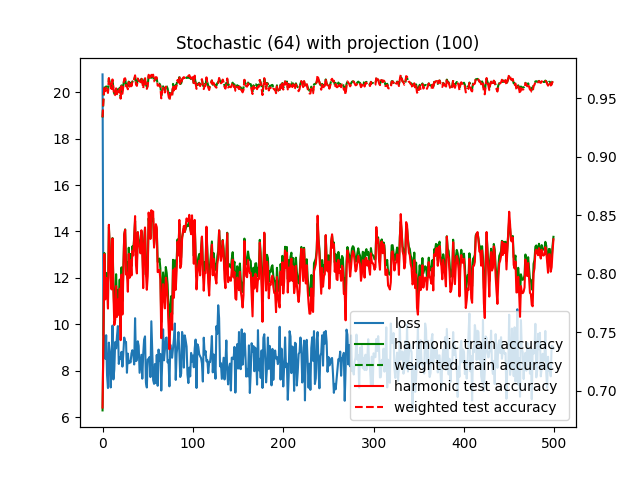 Stochastic (64) with projection (100)
20
18
16
14
12
10
8
6
0.95
0.90
0.85
0.80
0.75
0.70
loss
harmonic train accuracy
weighted train accuracy
harmonic test accuracy
weighted test accuracy
0 100 200 300 400 500